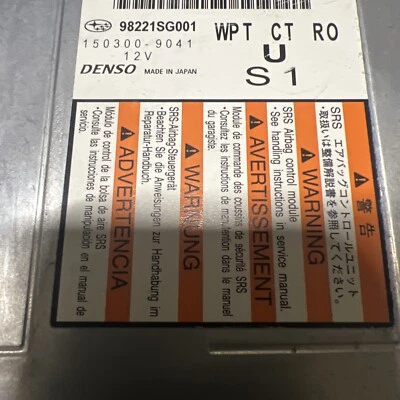 98221SG001
WPT CT RO
150300-9041
U
12V
DENSO MADE IN JAPAN
S1
警告
SRS エアバッグコントロールユニット
・取扱いは整備解説書を参照してください。
WARNING
SRS Airbag control module
• See handling instructions in service manual.
AVERTISSEMENT
Module de commande des coussins de sécurité SRS
• Consultez les instructions de manutention dans le manuel
du garagiste.
WARNUNG
SRS-Airbag-Steuergerät
• Beachten Sie die Anweisungen zur Handhabung im
Reparatur-Handbuch.
ADVERTENCIA
Módulo de control de la bolsa de aire SRS
• Consulte las instrucciones de
manipulación en el manual de